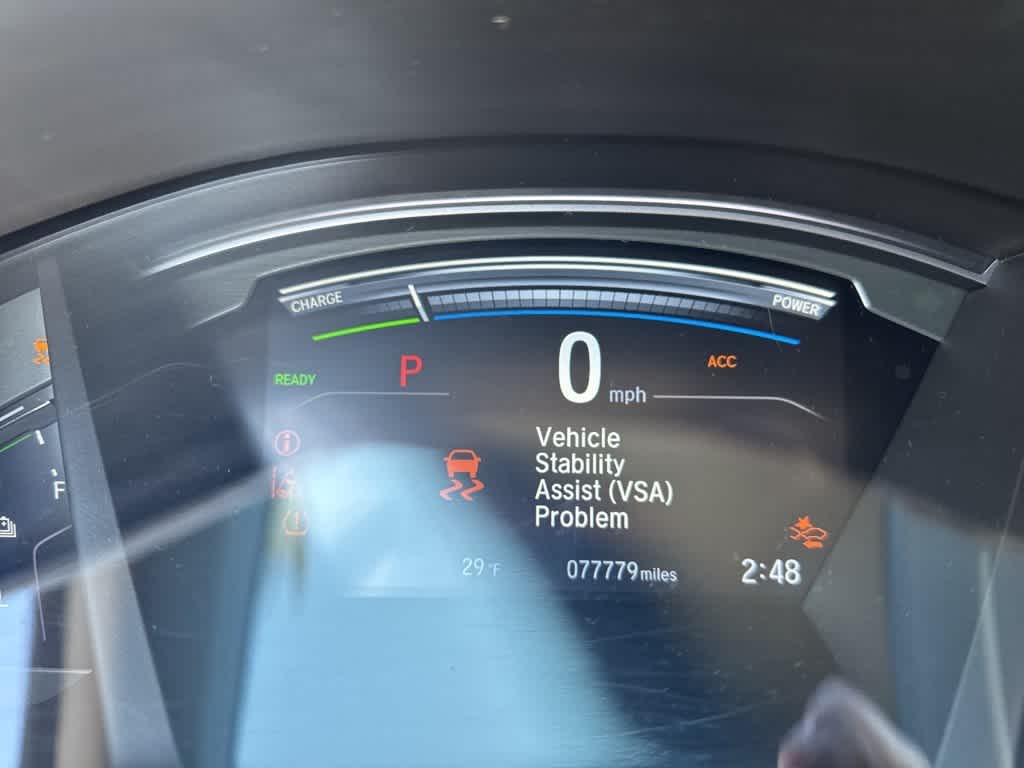 CHARGE
POWER
READY
P
0 mph
ACC
Vehicle
Stability
Assist (VSA)
Problem
F
29 °F
077779 miles
2:48